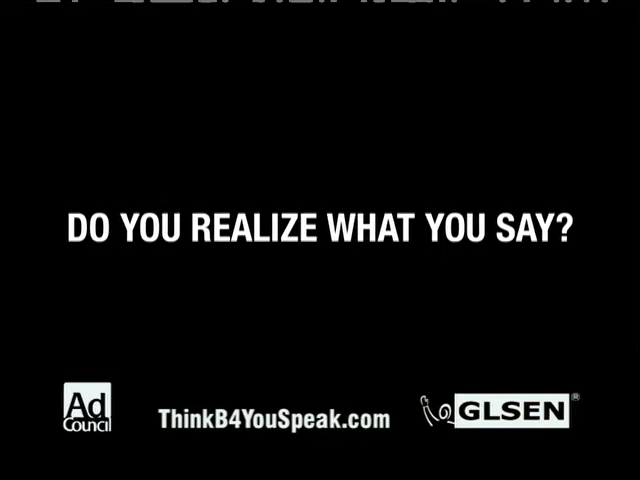 DO YOU REALIZE WHAT YOU SAY?
Ad
COUNCIL
ThinkB4YouSpeak.com
GLSEN®